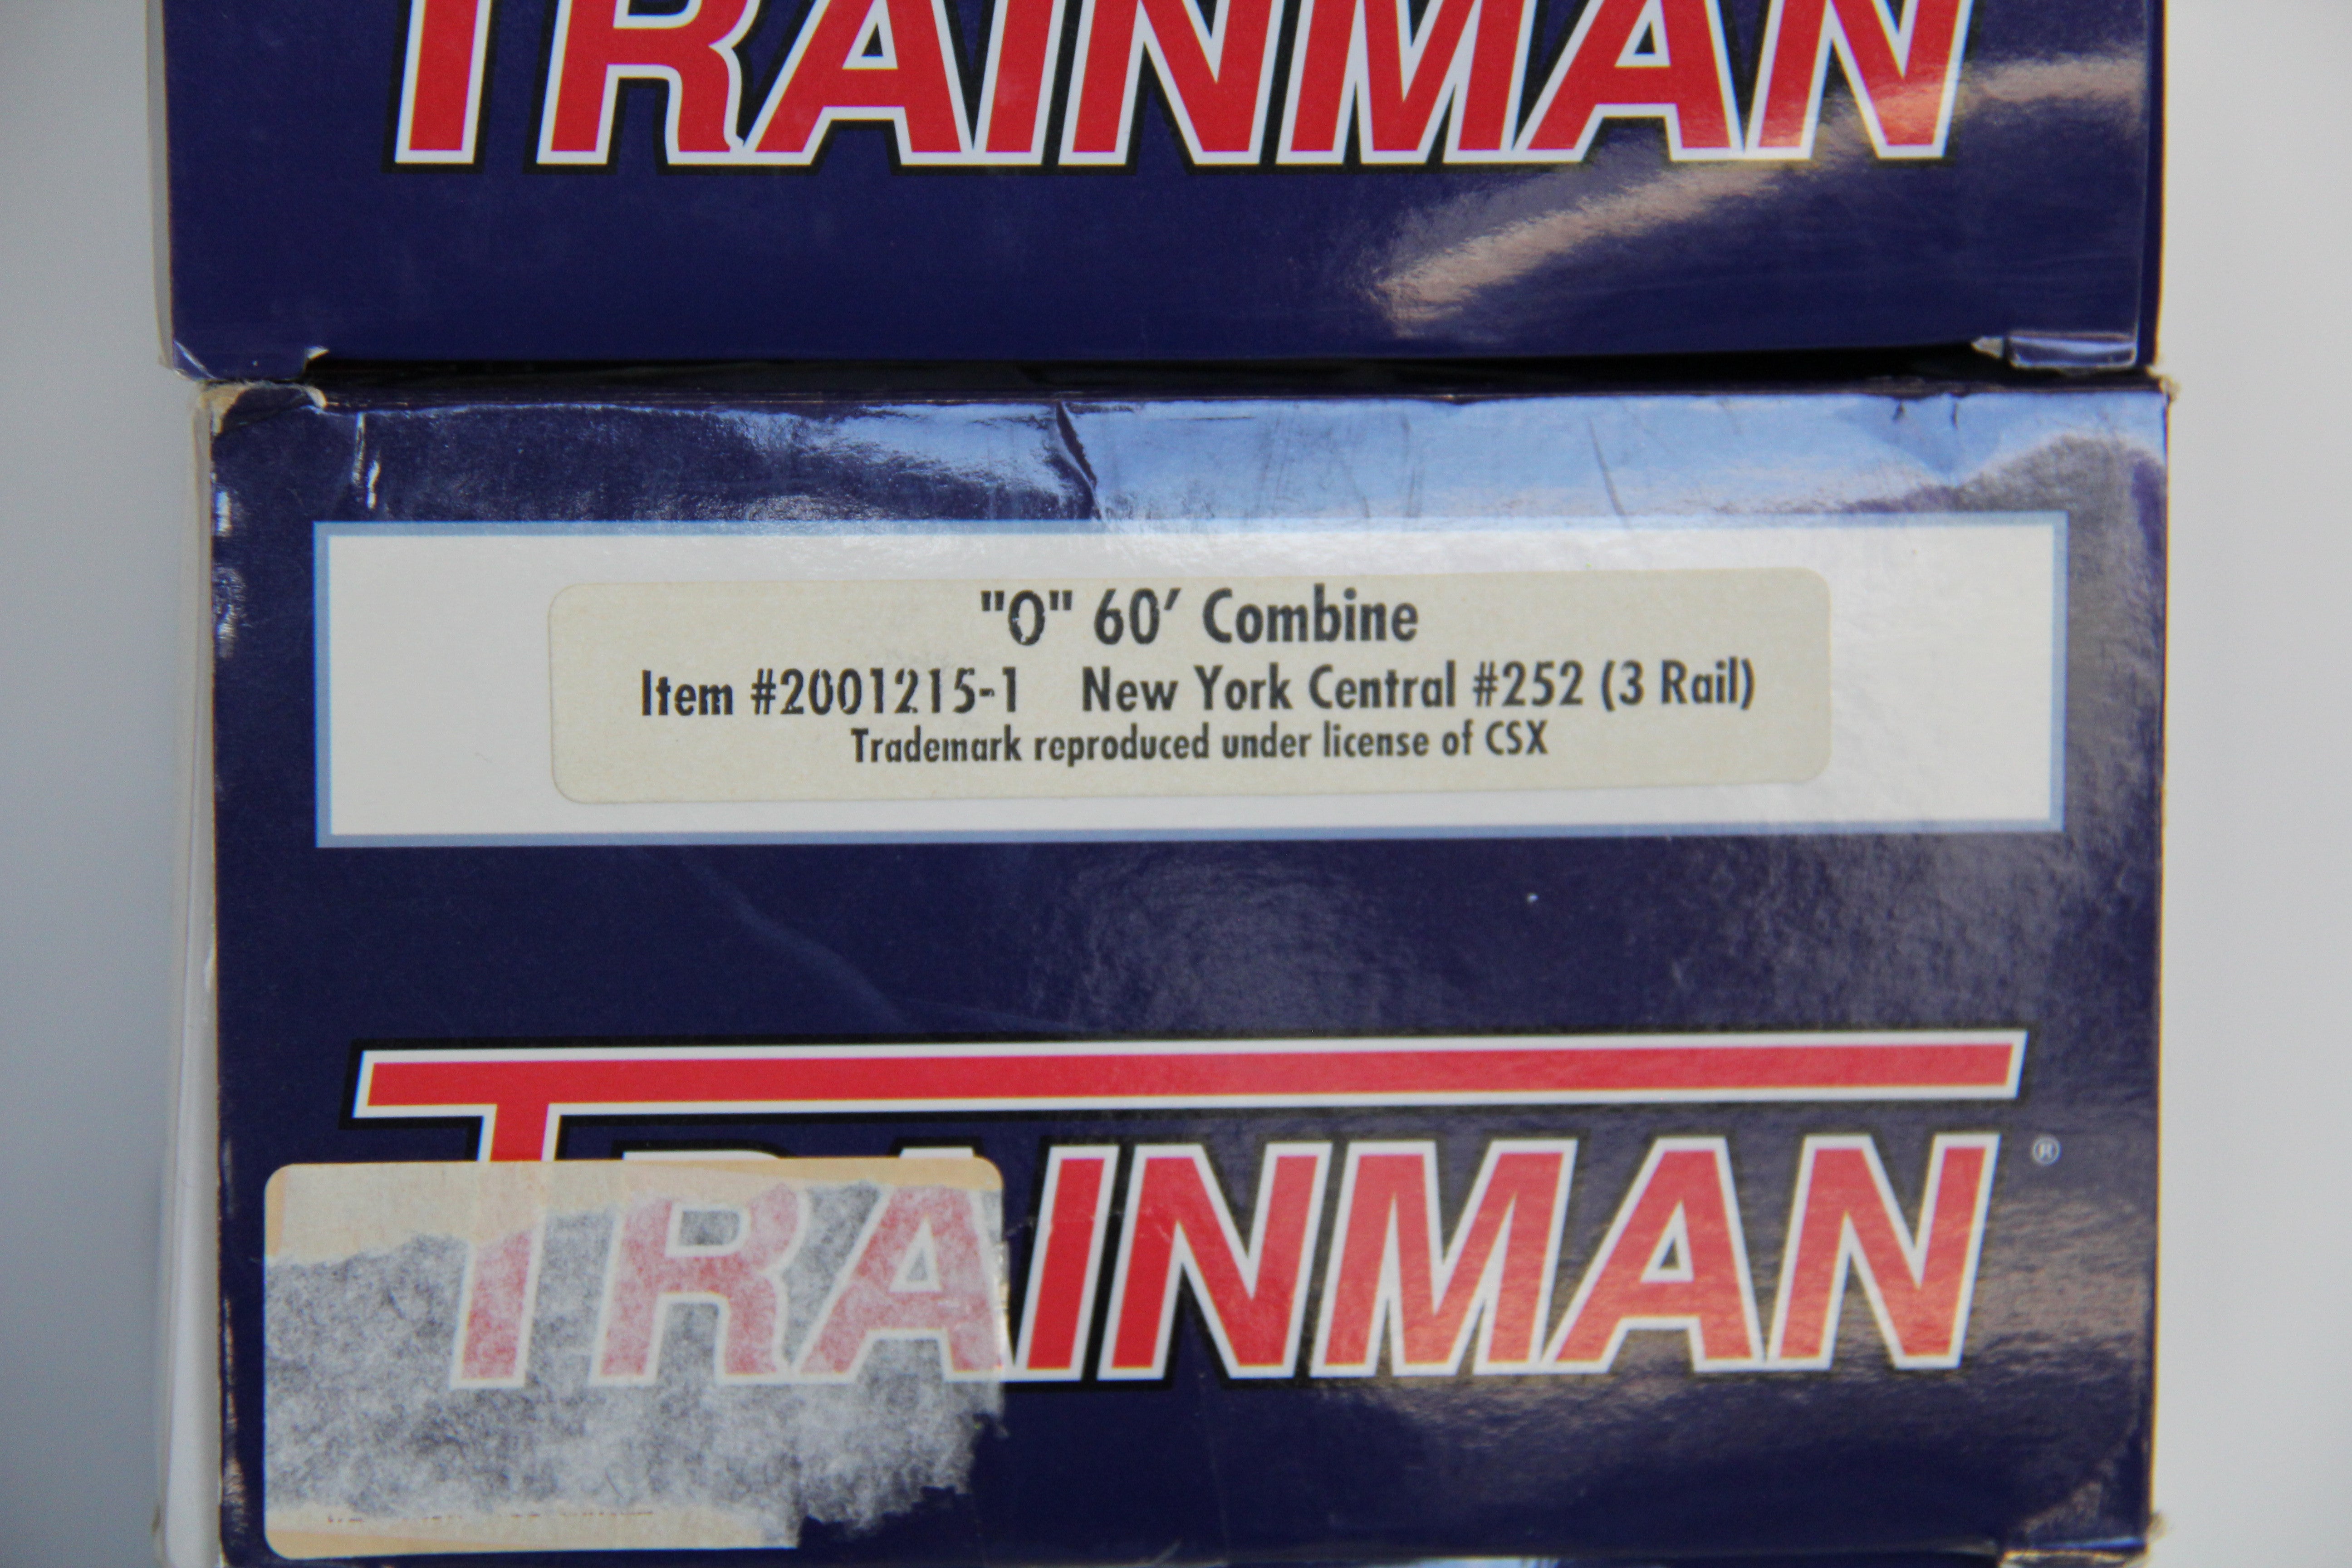 TRAINMAN
"O" 60′ Combine
Item #2001215-1 New York Central #252 (3 Rail)
Trademark reproduced under license of CSX
TRAINMAN®